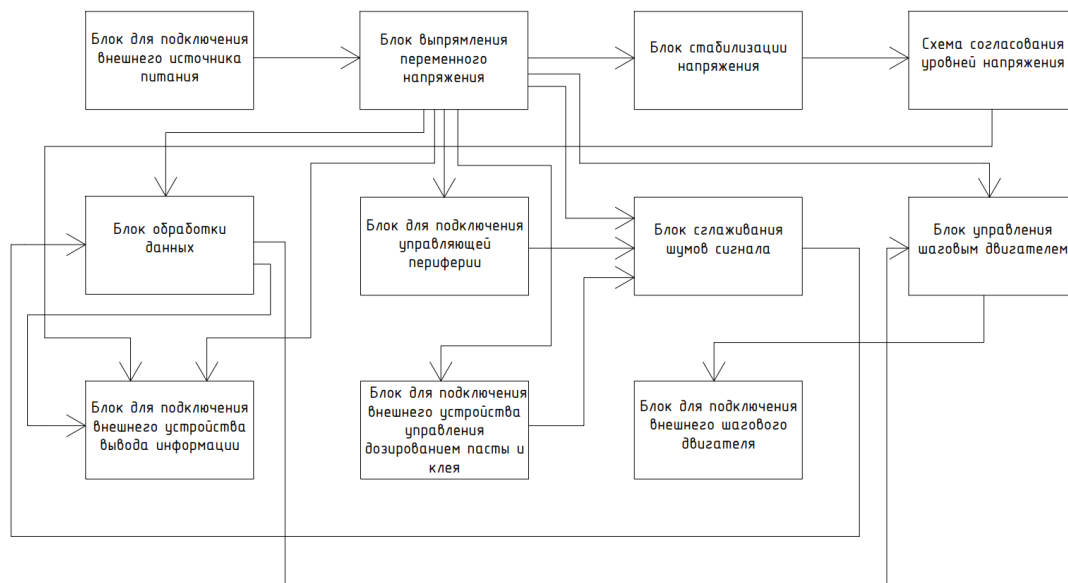 Блок для подключения
внешнего источника
питания
Блок выпрямления
переменного
напряжения
Блок стабилизации
напряжения
Схема согласования
уровней напряжения
Блок обработки
данных
Блок для подключения
управляющей
периферии
Блок сглаживания
шумов сигнала
Блок управления
шаговым двигателем
Блок для подключения
внешнего устройства
вывода информации
Блок для подключения
внешнего устройства
управления
дозированием пасты и
клея
Блок для подключения
внешнего шагового
двигателя